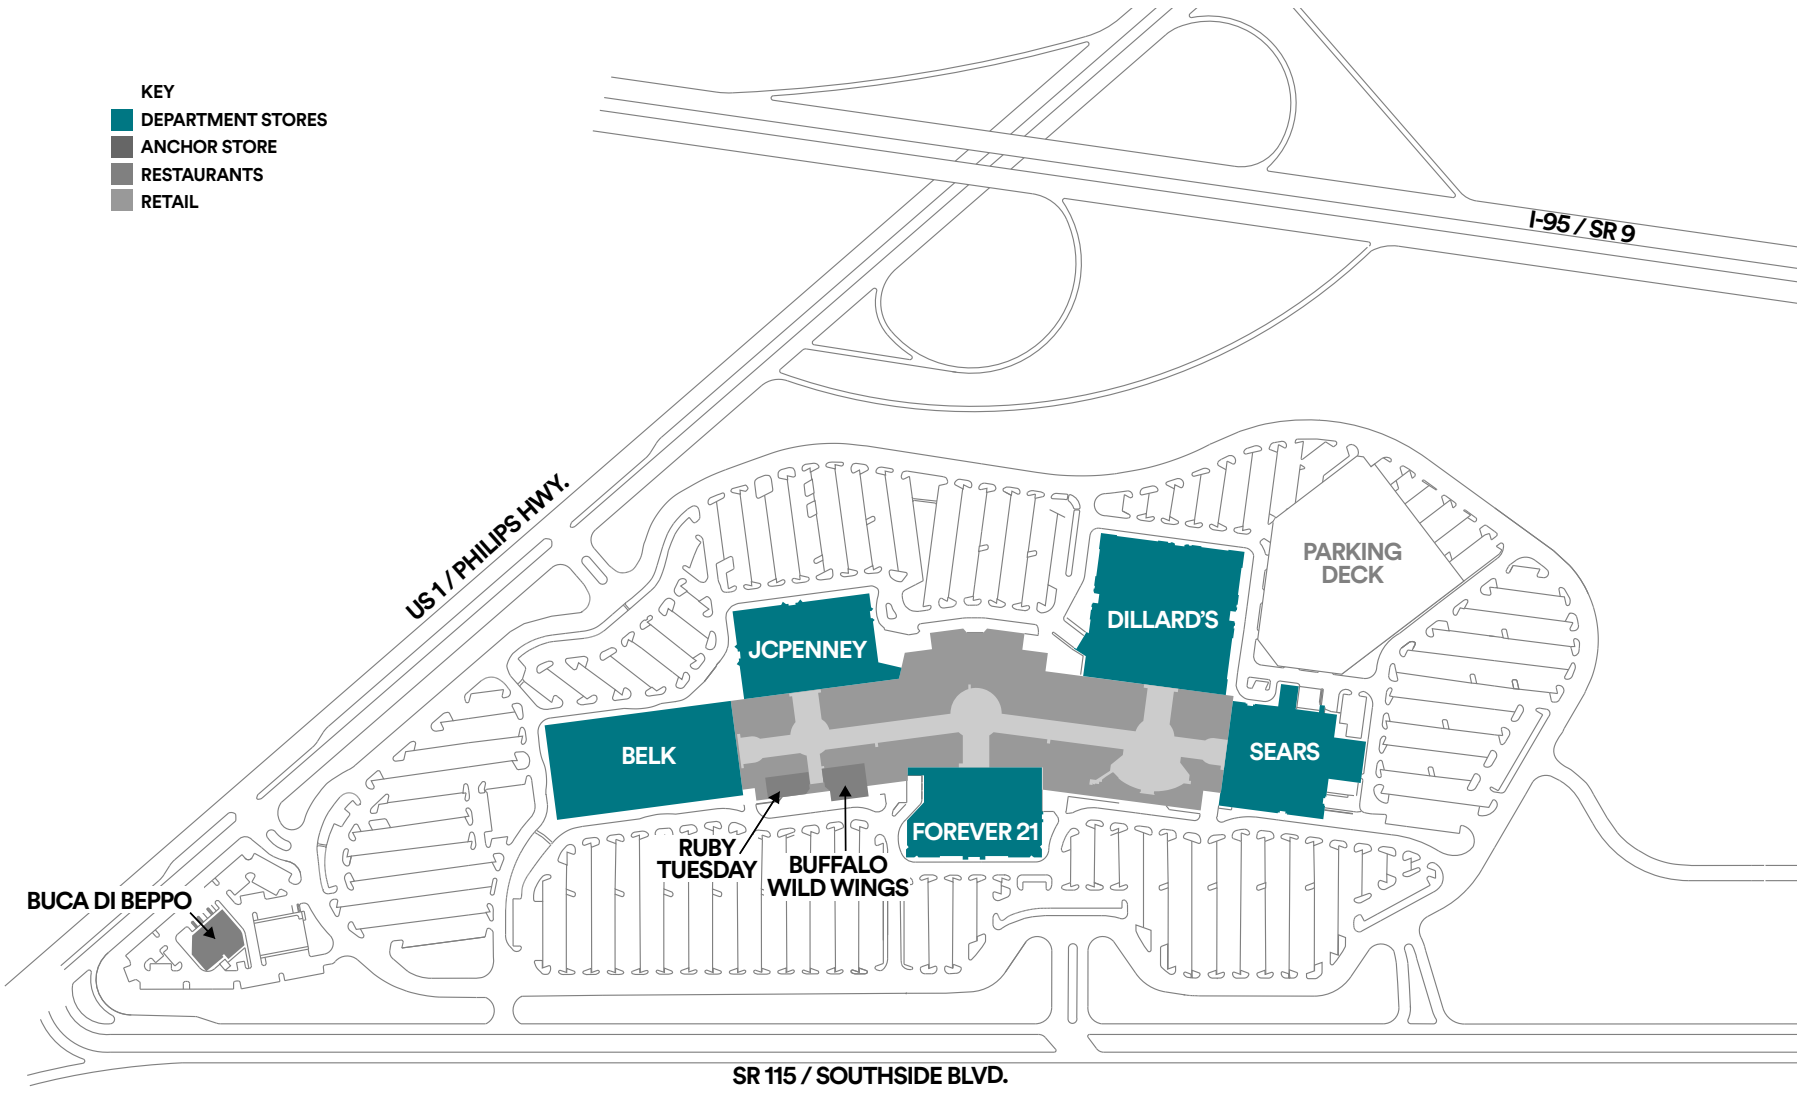 KEY
DEPARTMENT STORES
ANCHOR STORE
RESTAURANTS
RETAIL
I-95 / SR 9
US 1 / PHILIPS HWY.
PARKING
DECK
DILLARD'S
JCPENNEY
BELK
SEARS
FOREVER 21
RUBY
TUESDAY
BUFFALO
WILD WINGS
BUCA DI BEPPO
SR 115 / SOUTHSIDE BLVD.